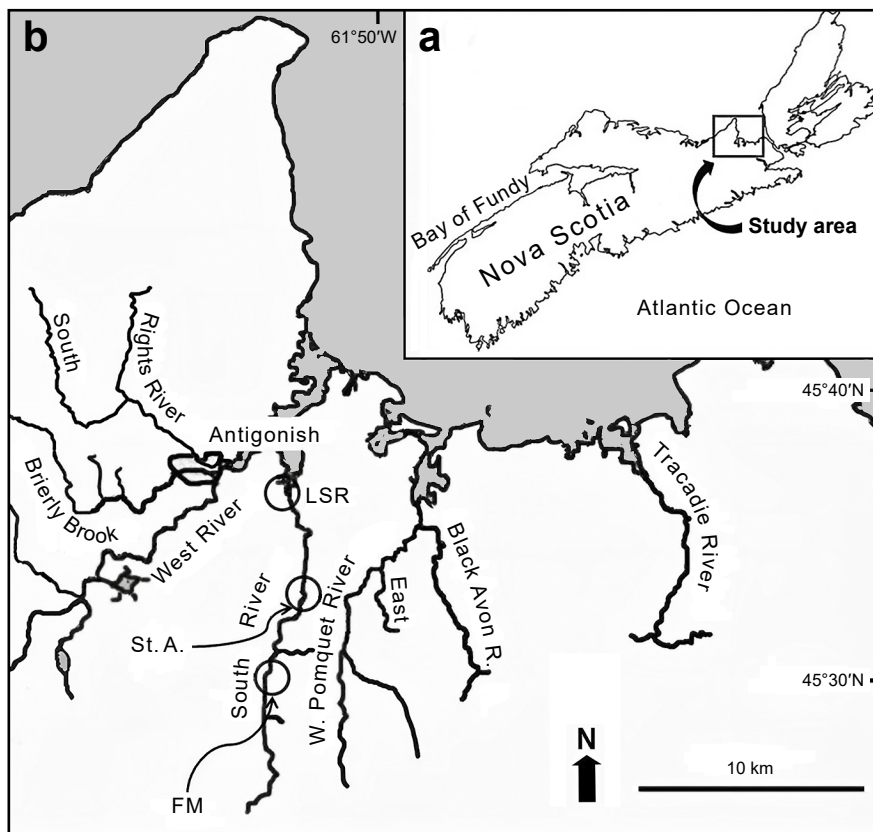 b
61°50′W
a
Bay of Fundy
Nova Scotia
Study area
Atlantic Ocean
45°40′N
South
Rights River
Antigonish
Brierly Brook
West River
LSR
Tracadie River
Black Avon R.
East
W. Pomquet River
South River
St. A.
45°30′N
FM
N
10 km